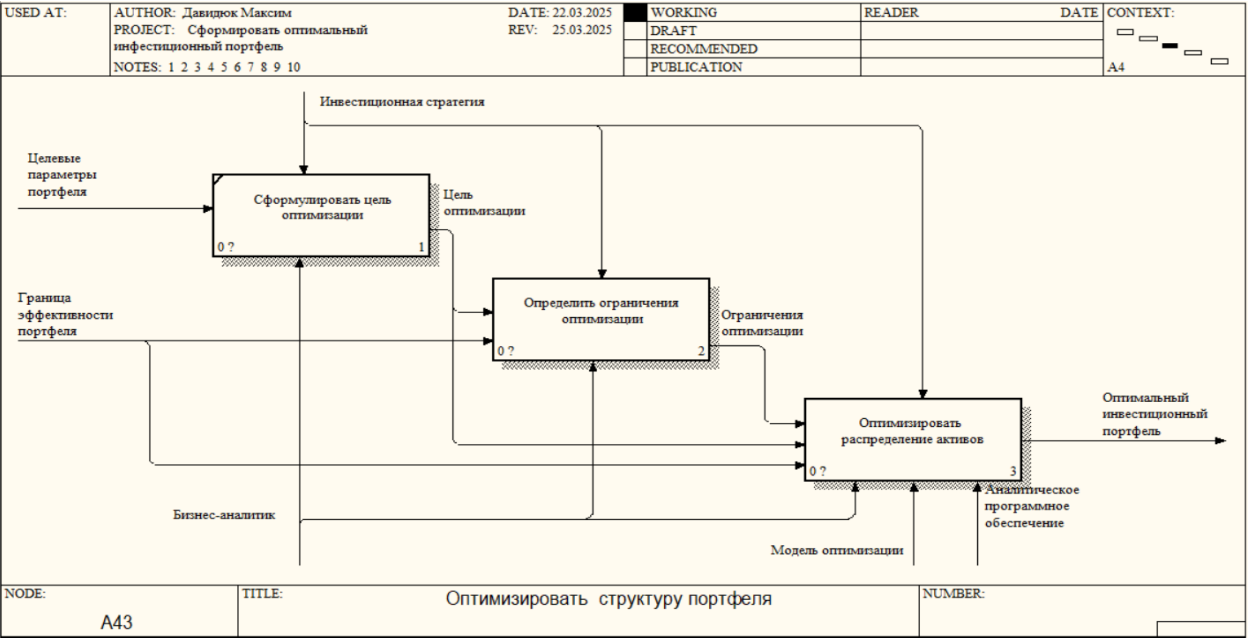 USED AT:
AUTHOR: Давидюк Максим
DATE: 22.03.2025
PROJECT: Сформировать оптимальный
инфестиционный портфель
REV: 25.03.2025
NOTES: 1 2 3 4 5 6 7 8 9 10
WORKING
DRAFT
RECOMMENDED
PUBLICATION
READER
DATE
CONTEXT:
A4
Инвестиционная стратегия
Целевые
параметры
портфеля
Сформулировать цель
оптимизации
0 ?
1
Цель
оптимизации
Граница
эффективности
портфеля
Определить ограничения
оптимизации
0 ?
2
Ограничения
оптимизации
Оптимизировать
распределение активов
0 ?
3
Оптимальный
инвестиционный
портфель
Бизнес-аналитик
Аналитическое
программное
обеспечение
Модель оптимизации
NODE:
A43
TITLE:
Оптимизировать структуру портфеля
NUMBER: